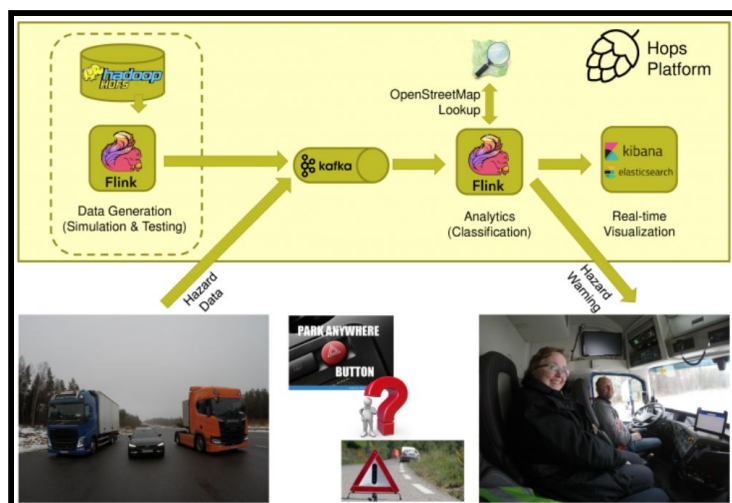 hadoop
HDFS
Flink
Data Generation
(Simulation & Testing)
kafka
OpenStreetMap
Lookup
Flink
Analytics
(Classification)
Hops
Platform
kibana
elasticsearch
Real-time
Visualization
Hazard
Data
Hazard
Warning
PARK ANYWHERE
BUTTON